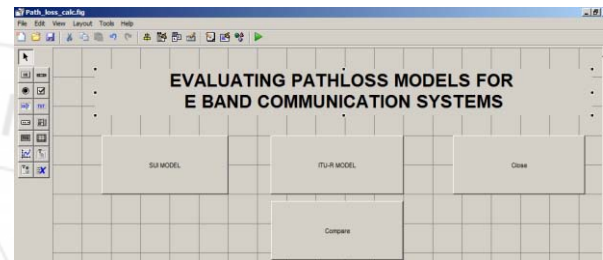 Path_loss_calc.fig
File Edit View Layout Tools Help
EVALUATING PATHLOSS MODELS FOR
E BAND COMMUNICATION SYSTEMS
SUI MODEL
ITU-R MODEL
Close
Compare